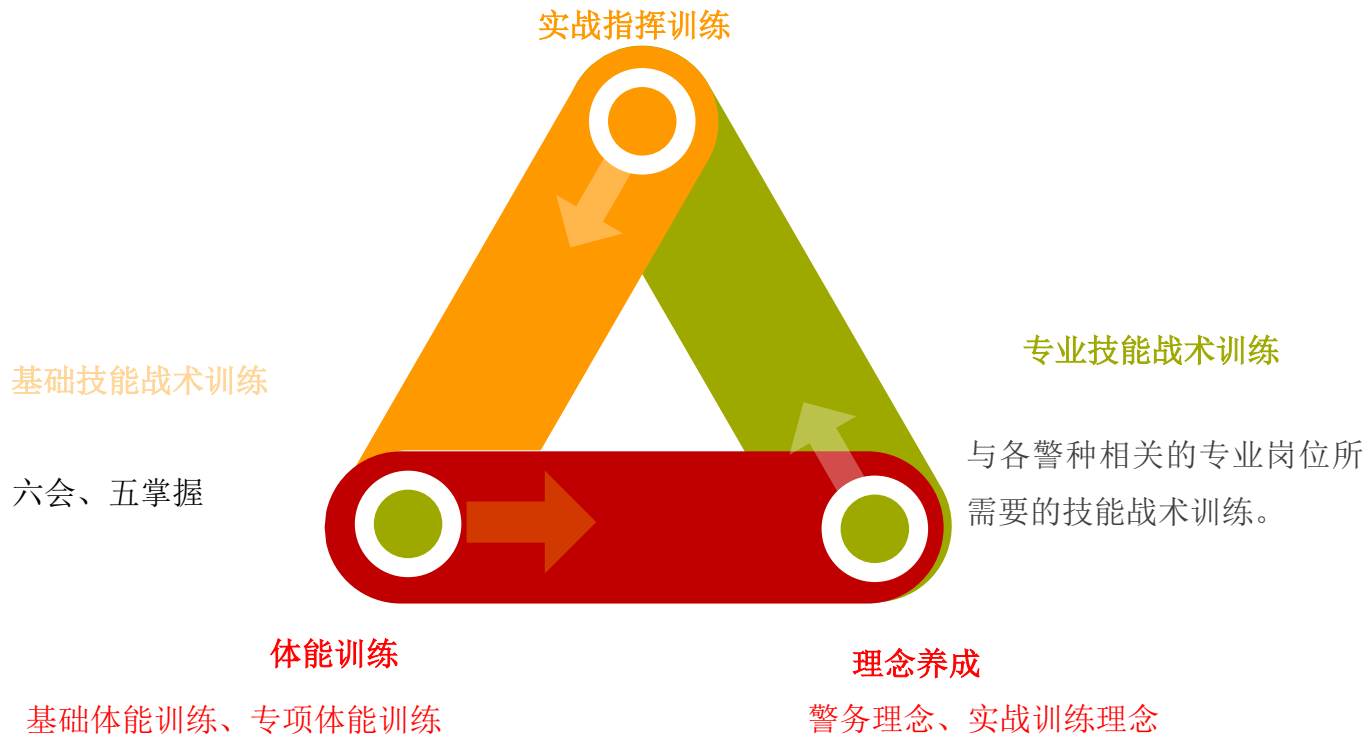 实战指挥训练
基础技能战术训练
六会、五掌握
专业技能战术训练
与各警种相关的专业岗位所
需要的技能战术训练。
体能训练
基础体能训练、专项体能训练
理念养成
警务理念、实战训练理念